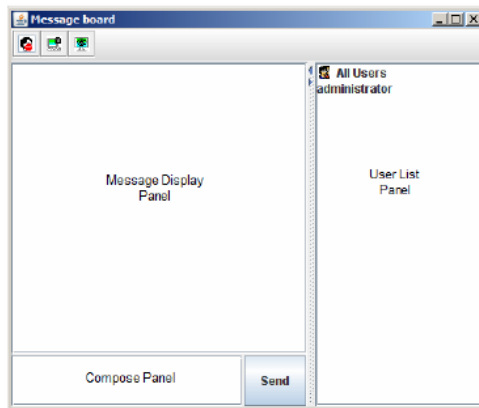 Message board
All Users
administrator
Message Display
Panel
User List
Panel
Compose Panel
Send